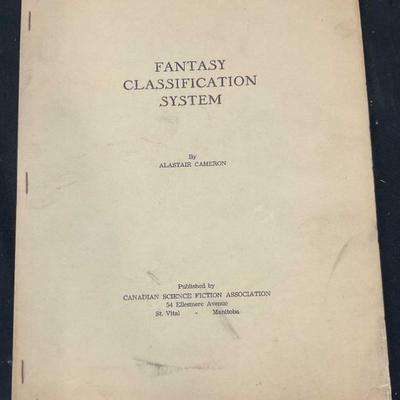 FANTASY
CLASSIFICATION
SYSTEM
By
ALASTAIR CAMERON
Published by
CANADIAN SCIENCE FICTION ASSOCIATION
54 Ellesmere Avenue
St. Vital - Manitoba